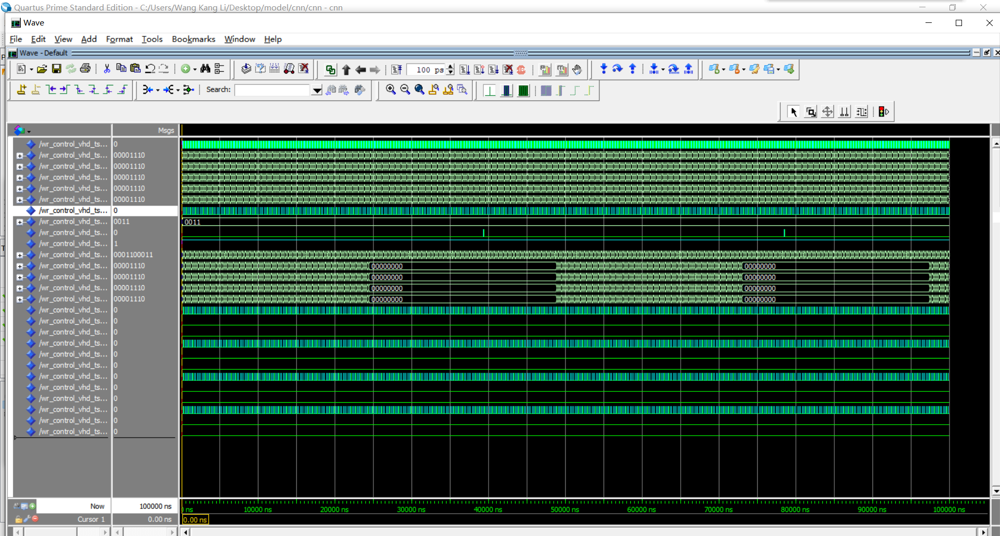 Quartus Prime Standard Edition - C:/Users/Wang Kang Li/Desktop/model/cnn/cnn - cnn
Wave
File Edit View Add Format Tools Bookmarks Window Help
Wave - Default
100 ps
Search:
Msgs
/wr_control_vhd_ts... 0
/wr_control_vhd_ts... 00001110
/wr_control_vhd_ts... 00001110
/wr_control_vhd_ts... 00001110
/wr_control_vhd_ts... 00001110
/wr_control_vhd_ts... 00001110
/wr_control_vhd_ts... 0
/wr_control_vhd_ts... 0011 0011
/wr_control_vhd_ts... 0
/wr_control_vhd_ts... 1
/wr_control_vhd_ts... 0001100011
/wr_control_vhd_ts... 00001110 00000000 00000000
/wr_control_vhd_ts... 00001110 00000000 00000000
/wr_control_vhd_ts... 00001110 00000000 00000000
/wr_control_vhd_ts... 00001110 00000000 00000000
/wr_control_vhd_ts... 0
/wr_control_vhd_ts... 0
/wr_control_vhd_ts... 0
/wr_control_vhd_ts... 0
/wr_control_vhd_ts... 0
/wr_control_vhd_ts... 0
/wr_control_vhd_ts... 0
/wr_control_vhd_ts... 0
/wr_control_vhd_ts... 0
/wr_control_vhd_ts... 0
/wr_control_vhd_ts... 0
/wr_control_vhd_ts... 0
Now 100000 ns ns 10000 ns 20000 ns 30000 ns 40000 ns 50000 ns 60000 ns 70000 ns 80000 ns 90000 ns 100000 ns
Cursor 1 0.00 ns 0.00 ns